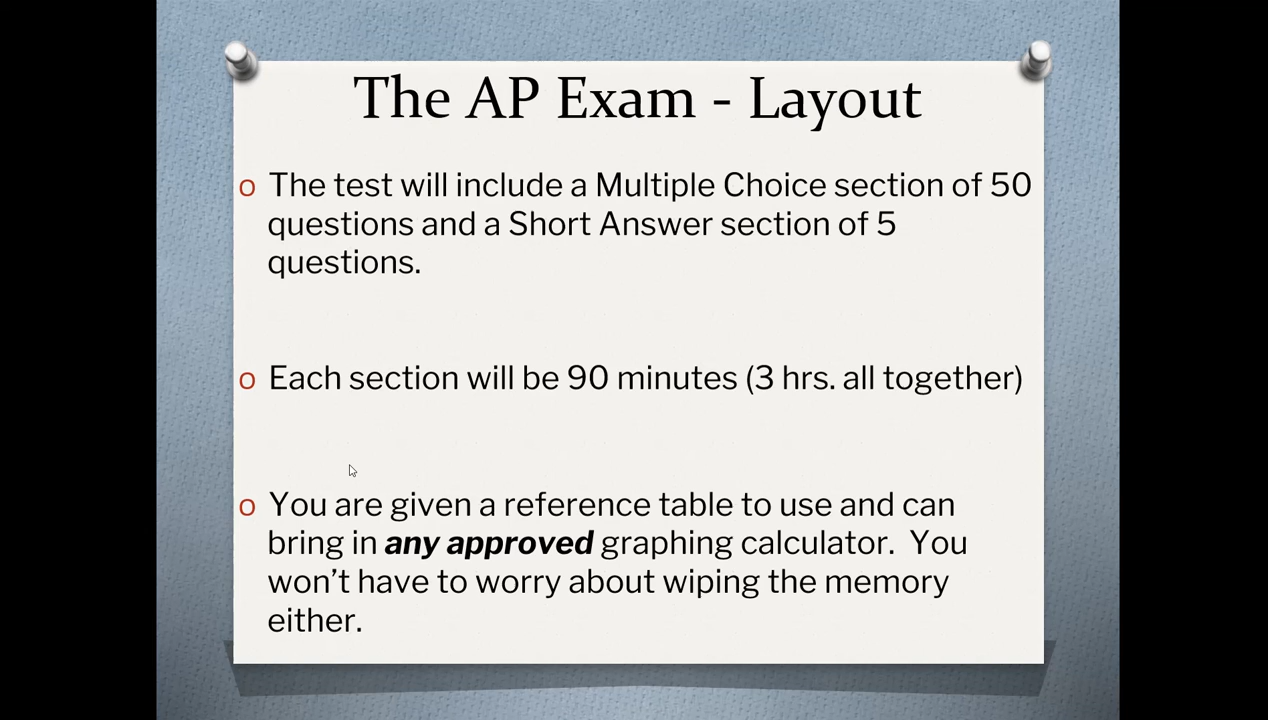 The AP Exam - Layout
o The test will include a Multiple Choice section of 50
questions and a Short Answer section of 5
questions.
o Each section will be 90 minutes (3 hrs. all together)
o You are given a reference table to use and can
bring in any approved graphing calculator.  You
won’t have to worry about wiping the memory
either.